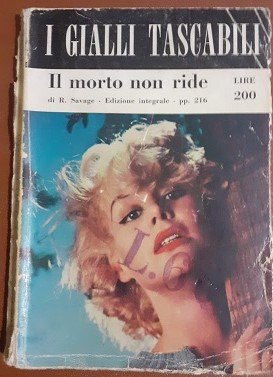 I GIALLI TASCABILI
Il morto non ride
di R. Savage - Edizione integrale - pp. 216
LIRE
200